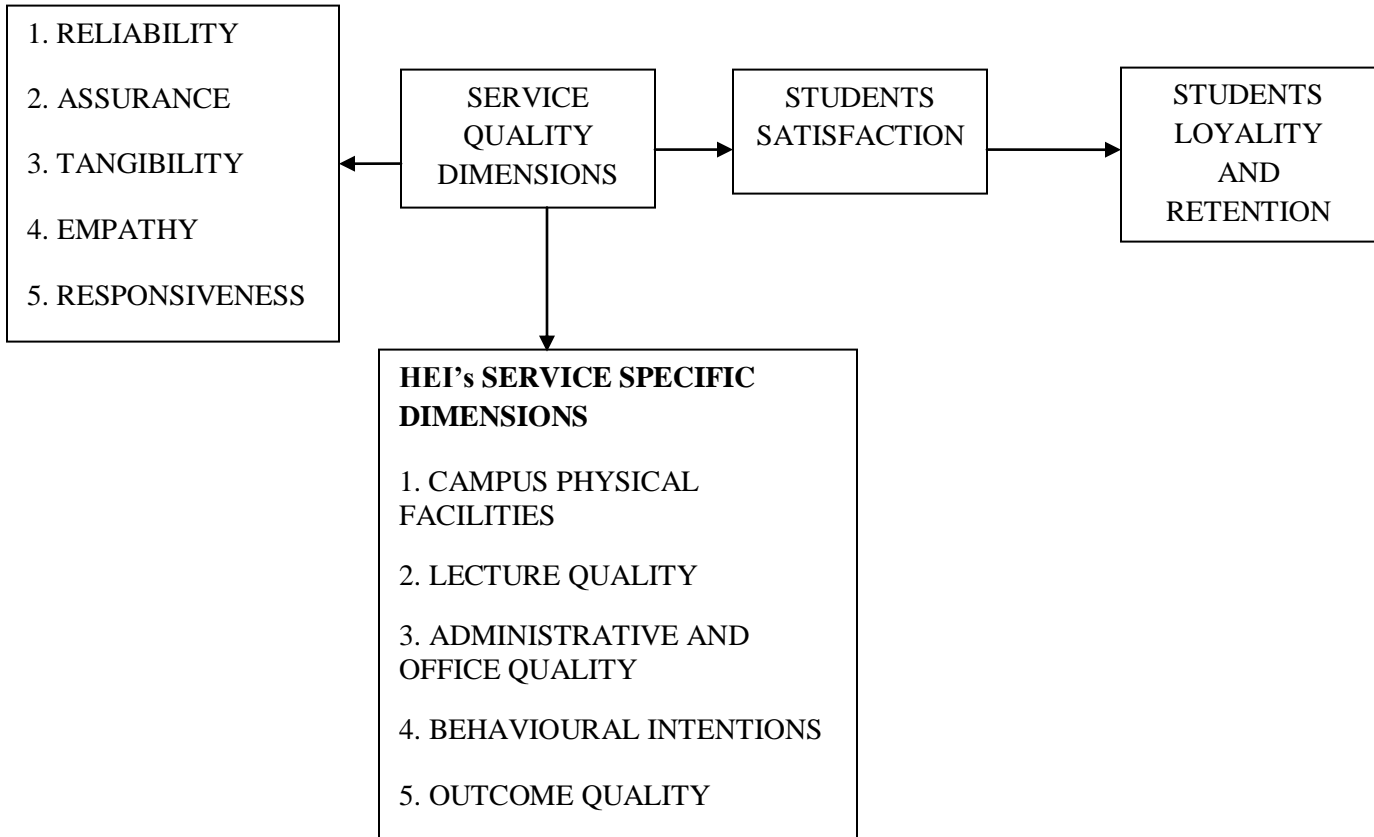 1. RELIABILITY
2. ASSURANCE
3. TANGIBILITY
4. EMPATHY
5. RESPONSIVENESS
SERVICE
QUALITY
DIMENSIONS
STUDENTS
SATISFACTION
STUDENTS
LOYALITY
AND
RETENTION
HEI’s SERVICE SPECIFIC
DIMENSIONS
1. CAMPUS PHYSICAL
FACILITIES
2. LECTURE QUALITY
3. ADMINISTRATIVE AND
OFFICE QUALITY
4. BEHAVIOURAL INTENTIONS
5. OUTCOME QUALITY